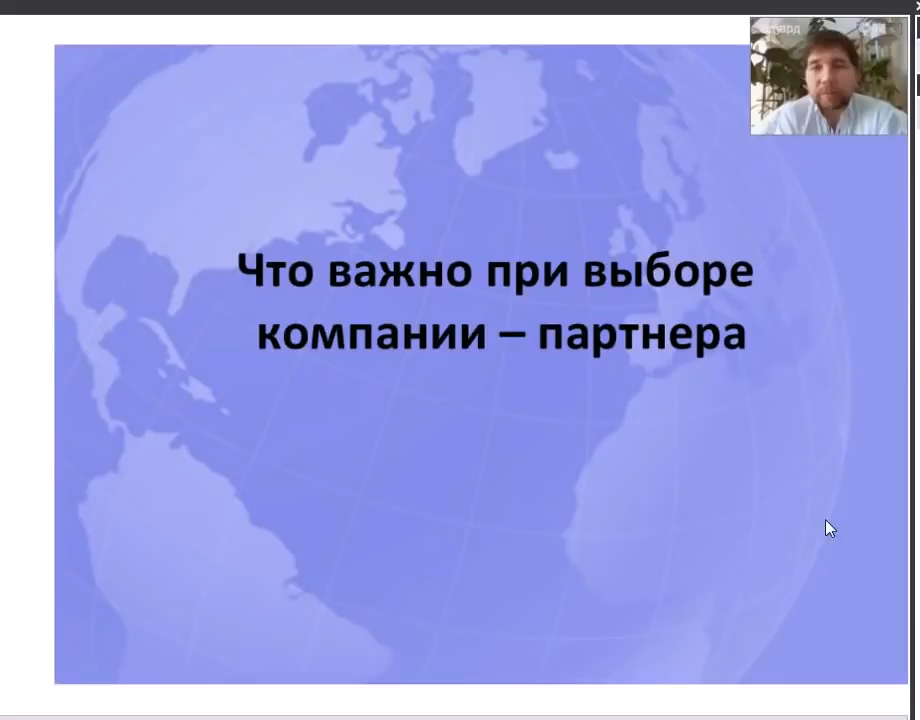 Что важно при выборе
компании – партнера